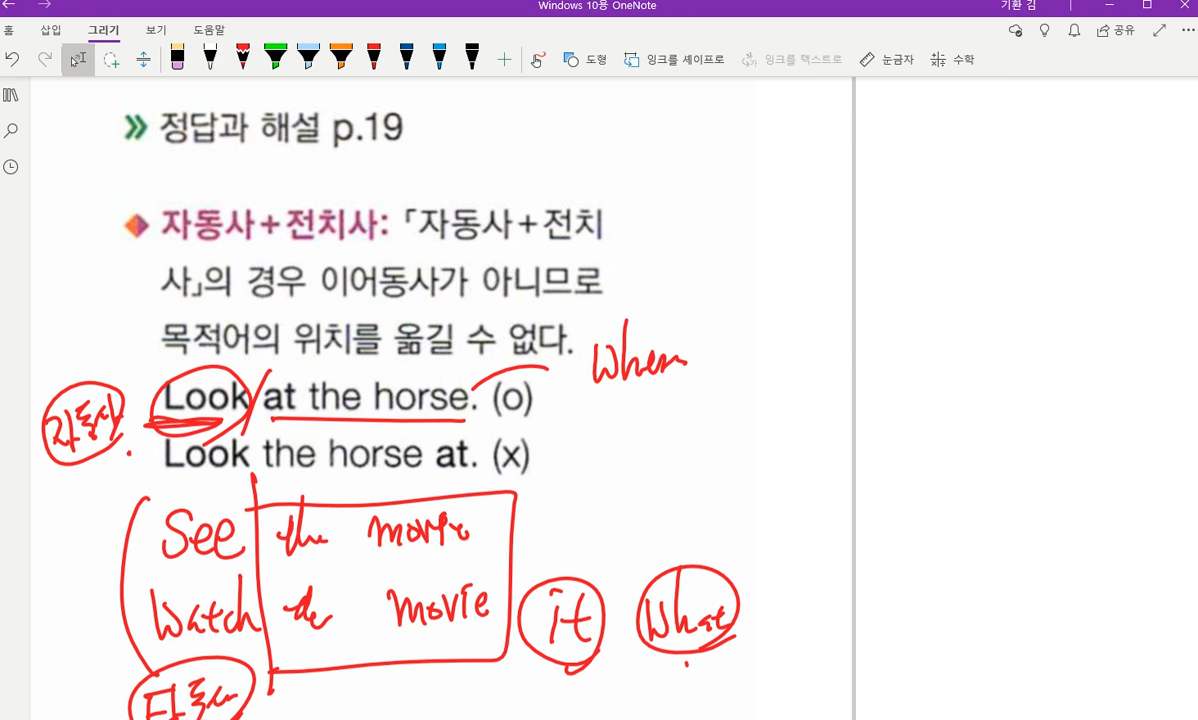 Windows 10용 OneNote
기환 김
홈 삽입 그리기 보기 도움말
공유
도형 잉크를 셰이프로 잉크를 텍스트로 눈금자 수학
정답과 해설 p.19
자동사+전치사: 「자동사+전치
사」의 경우 이어동사가 아니므로
목적어의 위치를 옮길 수 없다.
Look at the horse. (o)
자동사
Look the horse at. (x)
See the movie
Watch the movie it What
타동사